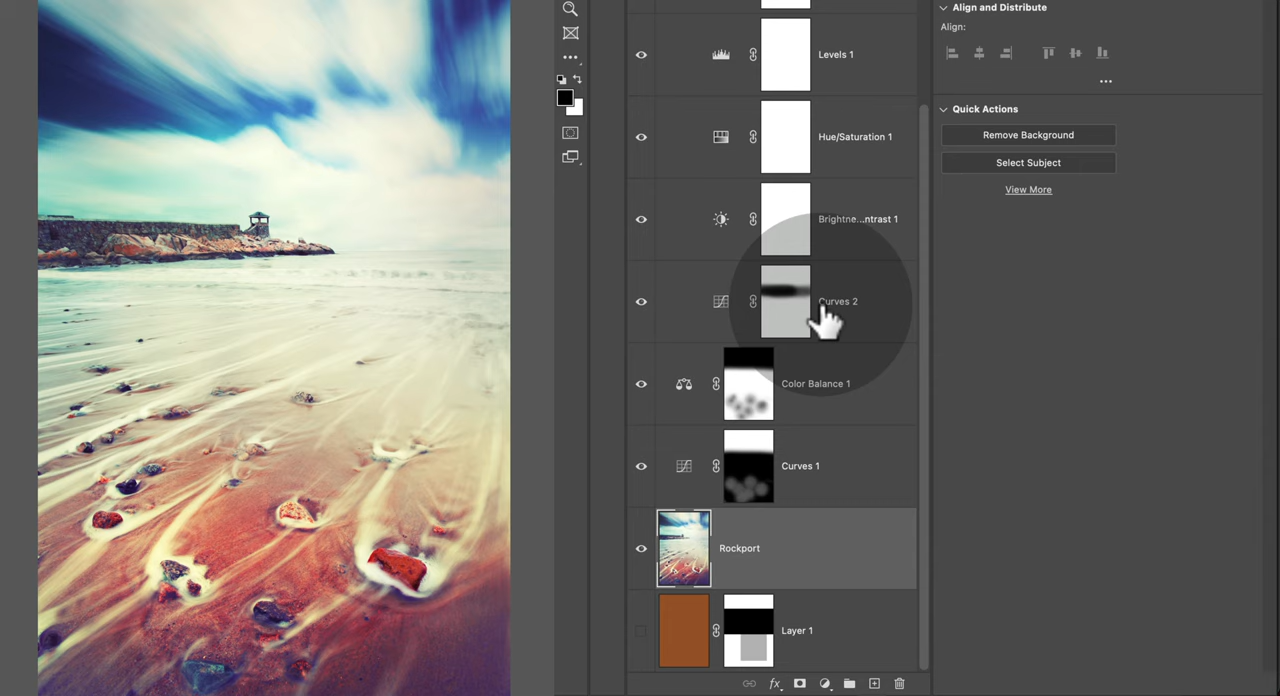 Levels 1
Hue/Saturation 1
Brightne...ntrast 1
Curves 2
Color Balance 1
Curves 1
Rockport
Layer 1
fx
Align and Distribute
Align:
Quick Actions
Remove Background
Select Subject
View More